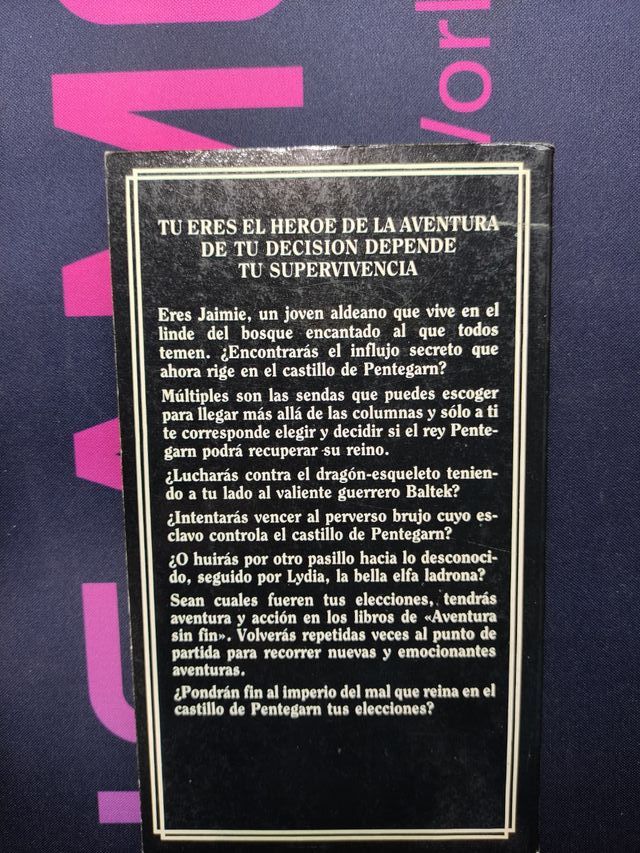 TU ERES EL HEROE DE LA AVENTURA
DE TU DECISION DEPENDE
TU SUPERVIVENCIA
Eres Jaimie, un joven aldeano que vive en el
linde del bosque encantado al que todos
temen. ¿Encontrarás el influjo secreto que
ahora rige en el castillo de Pentegarn?
Múltiples son las sendas que puedes escoger
para llegar más allá de las columnas y sólo a ti
te corresponde elegir y decidir si el rey Pente-
garn podrá recuperar su reino.
¿Lucharás contra el dragón-esqueleto tenien-
do a tu lado al valiente guerrero Baltek?
¿Intentarás vencer al perverso brujo cuyo es-
clavo controla el castillo de Pentegarn?
¿O huirás por otro pasillo hacia lo desconoci-
do, seguido por Lydia, la bella elfa ladrona?
Sean cuales fueren tus elecciones, tendrás
aventura y acción en los libros de «Aventura
sin fin». Volverás repetidas veces al punto de
partida para recorrer nuevas y emocionantes
aventuras.
¿Pondrán fin al imperio del mal que reina en el
castillo de Pentegarn tus elecciones?